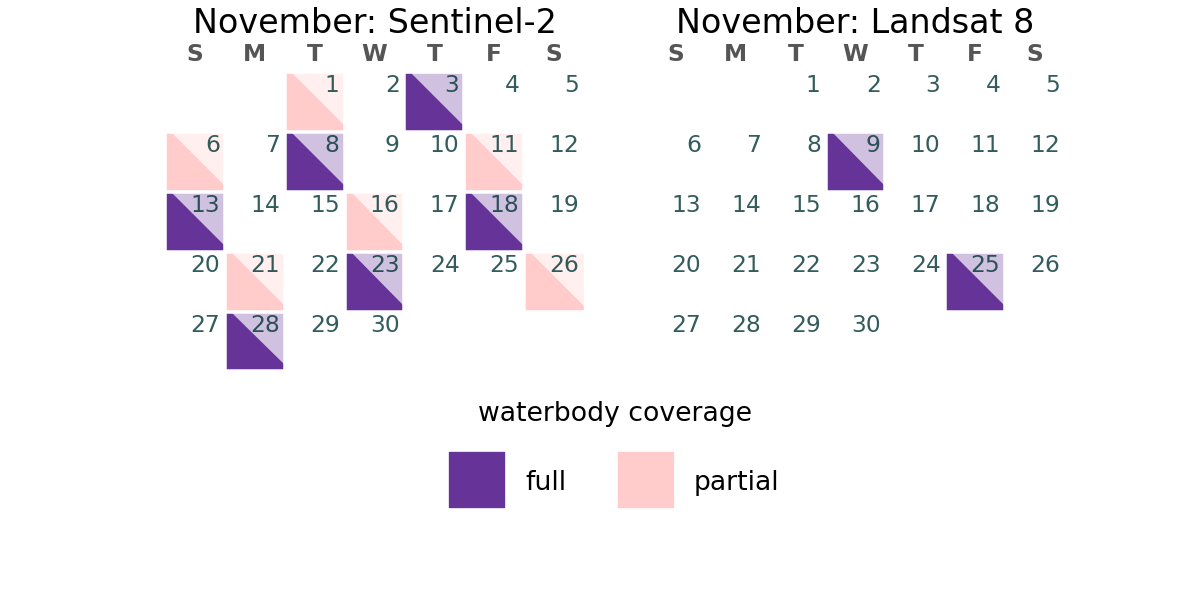 November: Sentinel-2
S M T W T F S
1 2 3 4 5
6 7 8 9 10 11 12
13 14 15 16 17 18 19
20 21 22 23 24 25 26
27 28 29 30
November: Landsat 8
S M T W T F S
1 2 3 4 5
6 7 8 9 10 11 12
13 14 15 16 17 18 19
20 21 22 23 24 25 26
27 28 29 30
waterbody coverage
full
partial